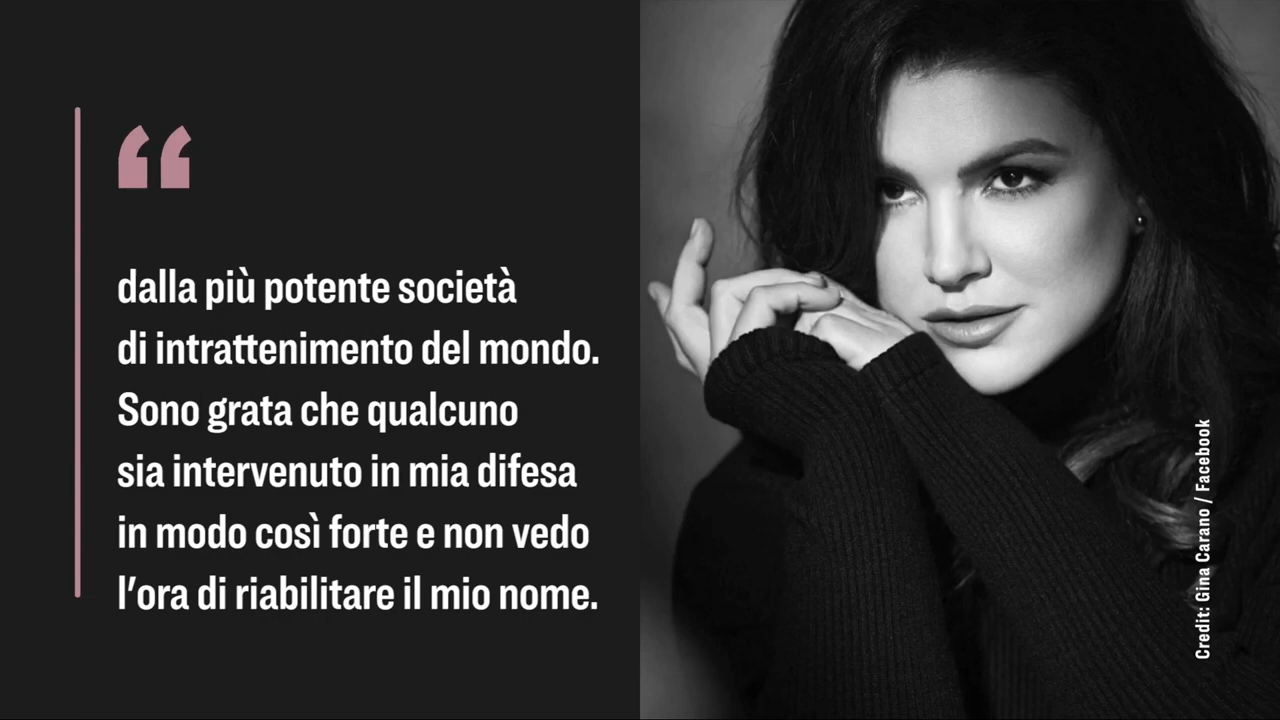 “
dalla più potente società
di intrattenimento del mondo.
Sono grata che qualcuno
sia intervenuto in mia difesa
in modo così forte e non vedo
l’ora di riabilitare il mio nome.
Credit: Gina Carano / Facebook